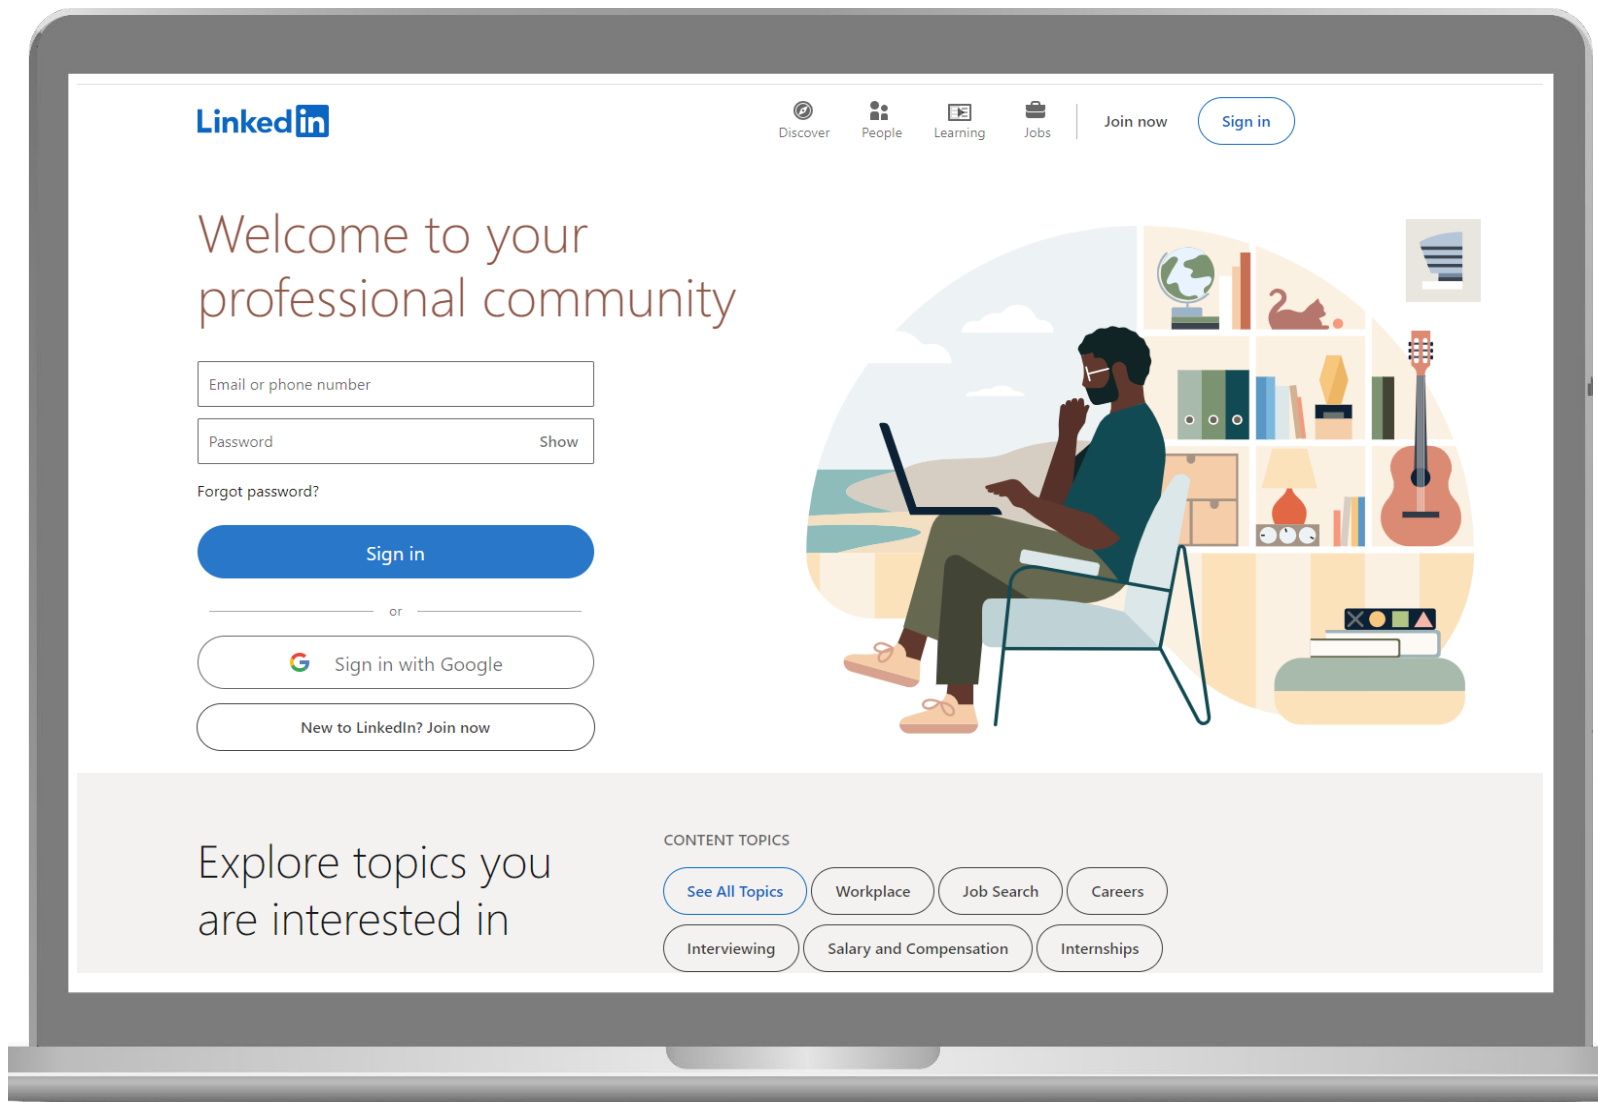 LinkedIn
Discover
People
Learning
Jobs
Join now
Sign in
Welcome to your
professional community
Email or phone number
Password
Show
Forgot password?
Sign in
or
Sign in with Google
New to LinkedIn? Join now
Explore topics you
are interested in
CONTENT TOPICS
See All Topics
Workplace
Job Search
Careers
Interviewing
Salary and Compensation
Internships